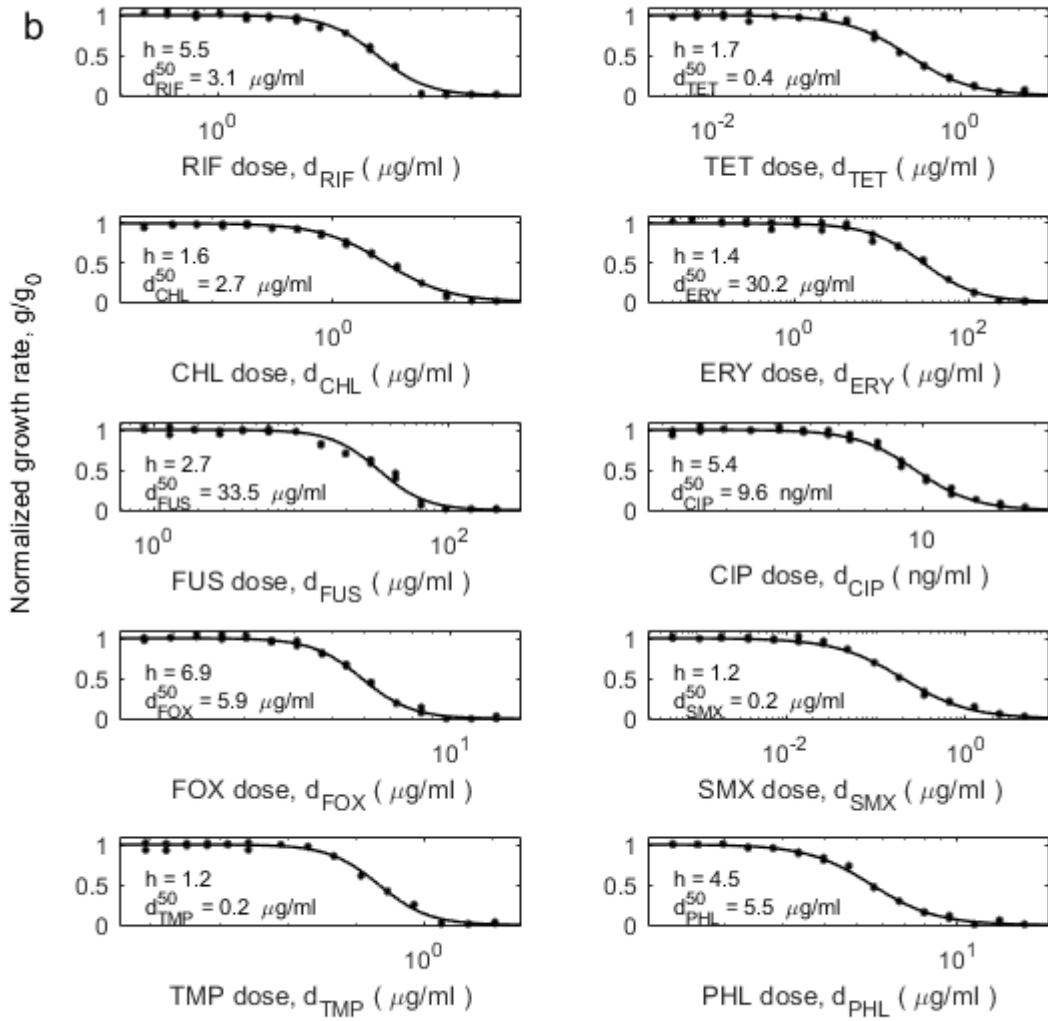 b
Normalized growth rate, g/g0
1
0.5
0
h = 5.5
d50RIF = 3.1 μg/ml
10^0
RIF dose, dRIF ( μg/ml )
1
0.5
0
h = 1.7
d50TET = 0.4 μg/ml
10^-2 10^0
TET dose, dTET ( μg/ml )
1
0.5
0
h = 1.6
d50CHL = 2.7 μg/ml
10^0
CHL dose, dCHL ( μg/ml )
1
0.5
0
h = 1.4
d50ERY = 30.2 μg/ml
10^0 10^2
ERY dose, dERY ( μg/ml )
1
0.5
0
h = 2.7
d50FUS = 33.5 μg/ml
10^0 10^2
FUS dose, dFUS ( μg/ml )
1
0.5
0
h = 5.4
d50CIP = 9.6 ng/ml
10
CIP dose, dCIP ( ng/ml )
1
0.5
0
h = 6.9
d50FOX = 5.9 μg/ml
10^1
FOX dose, dFOX ( μg/ml )
1
0.5
0
h = 1.2
d50SMX = 0.2 μg/ml
10^-2 10^0
SMX dose, dSMX ( μg/ml )
1
0.5
0
h = 1.2
d50TMP = 0.2 μg/ml
10^0
TMP dose, dTMP ( μg/ml )
1
0.5
0
h = 4.5
d50PHL = 5.5 μg/ml
10^1
PHL dose, dPHL ( μg/ml )